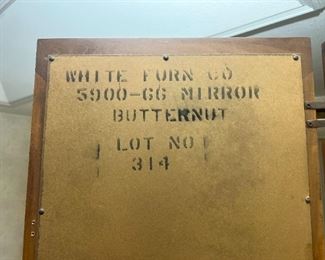 WHITE FURN CO
5900-66 MIRROR
BUTTERNUT
LOT NO
314